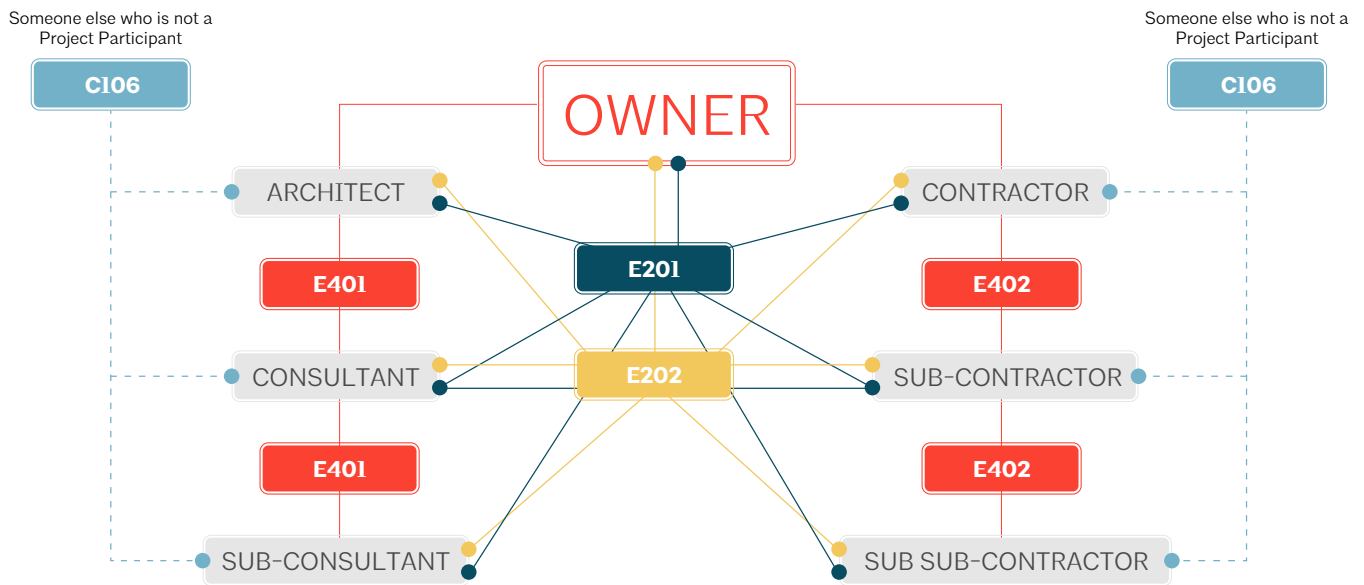 Someone else who is not a
Project Participant
Someone else who is not a
Project Participant
C106
OWNER
C106
ARCHITECT
CONTRACTOR
E201
E401
E402
CONSULTANT
E202
SUB-CONTRACTOR
E401
E402
SUB-CONSULTANT
SUB SUB-CONTRACTOR